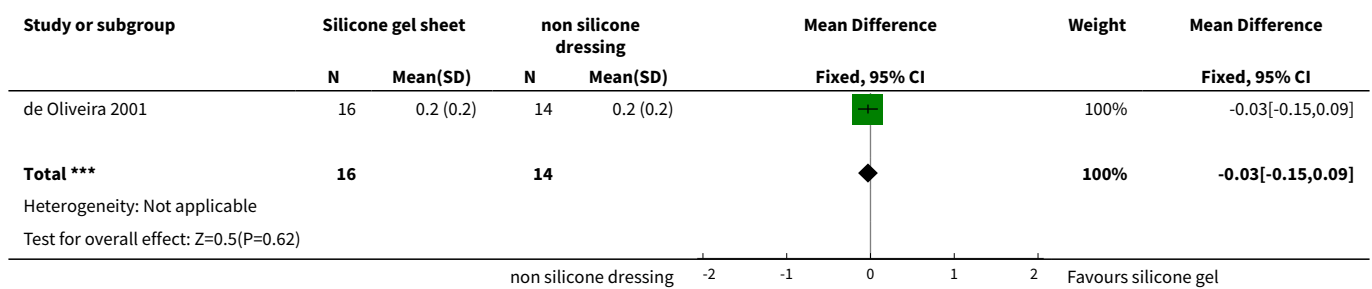 Study or subgroup Silicone gel sheet non silicone dressing Mean Difference Weight Mean Difference
N Mean(SD) N Mean(SD) Fixed, 95% CI Fixed, 95% CI
de Oliveira 2001 16 0.2 (0.2) 14 0.2 (0.2) 100% -0.03[-0.15,0.09]
Total *** 16 14 100% -0.03[-0.15,0.09]
Heterogeneity: Not applicable
Test for overall effect: Z=0.5(P=0.62)
non silicone dressing -2 -1 0 1 2 Favours silicone gel